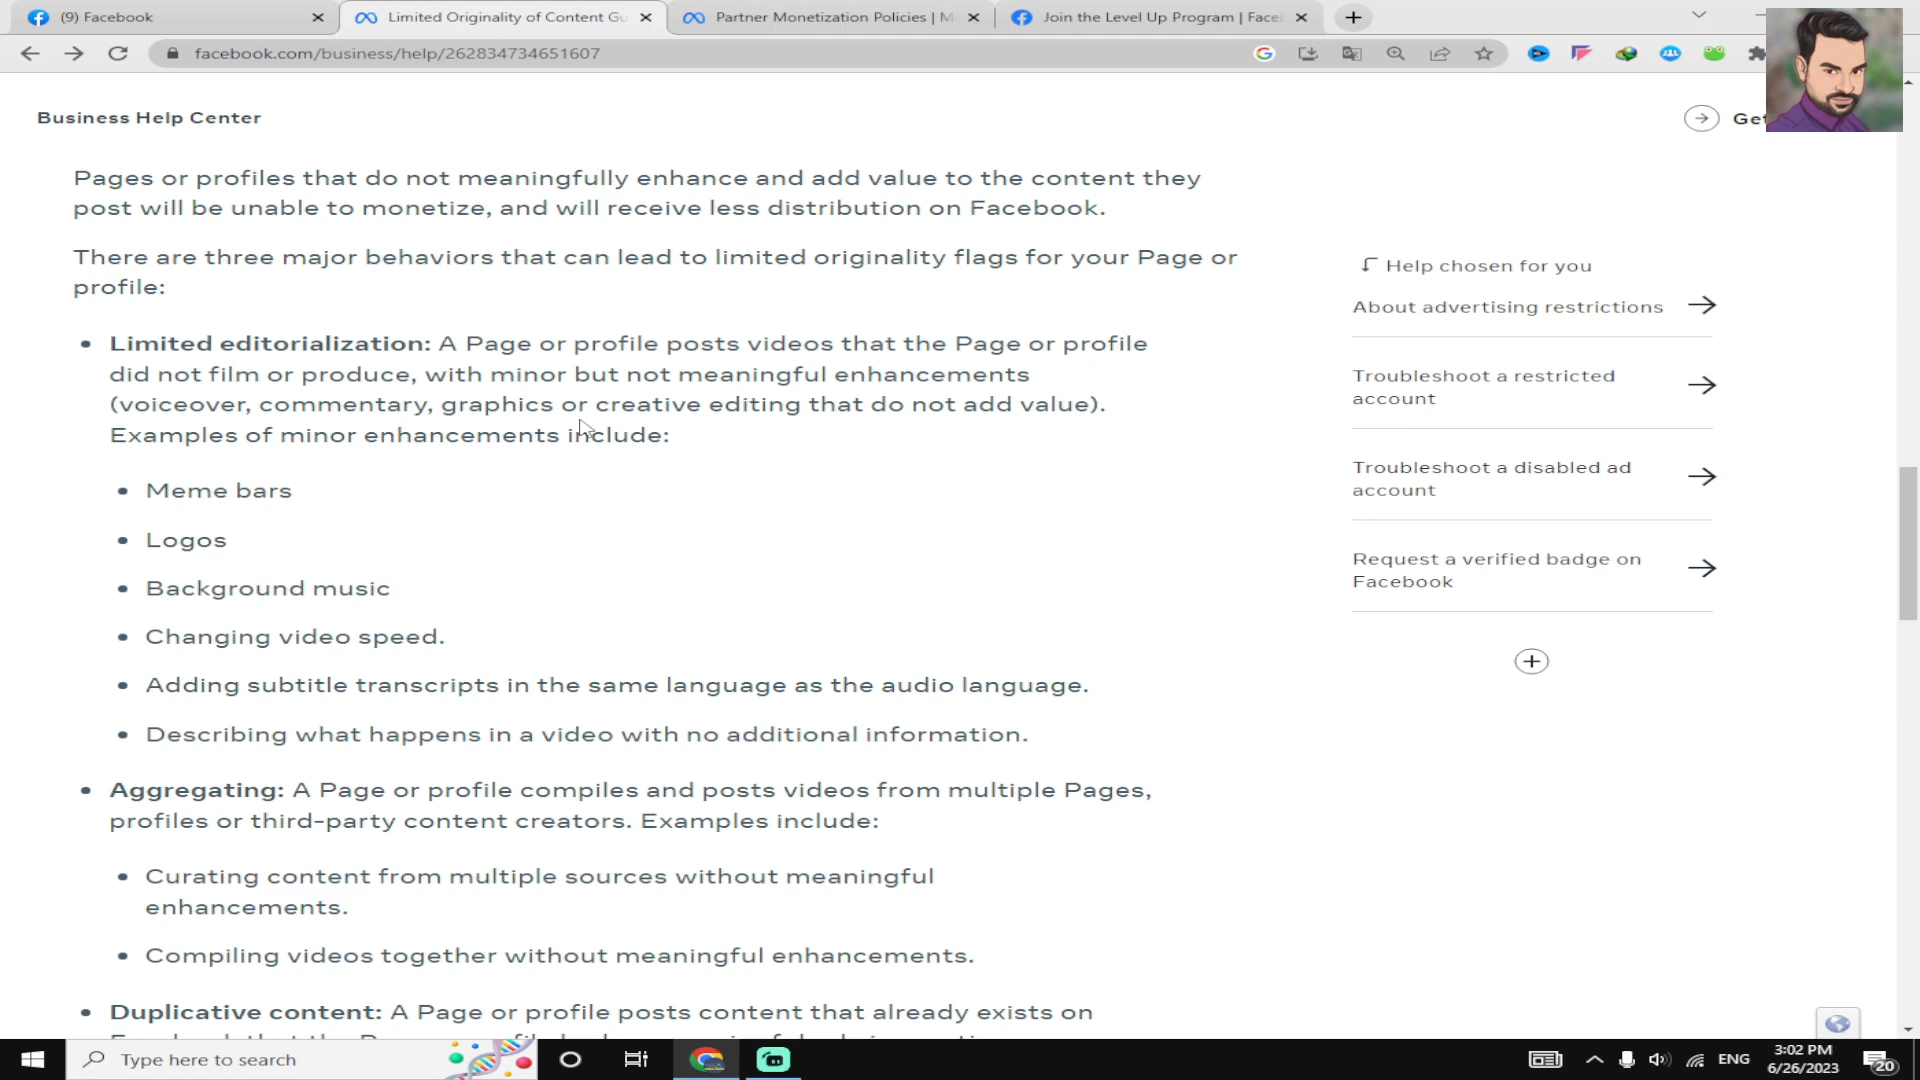 (9) Facebook
Limited Originality of Content Gu
Partner Monetization Policies | M
Join the Level Up Program | Face
facebook.com/business/help/262834734651607
Business Help Center
Get
Pages or profiles that do not meaningfully enhance and add value to the content they
post will be unable to monetize, and will receive less distribution on Facebook.
There are three major behaviors that can lead to limited originality flags for your Page or
profile:
Limited editorialization: A Page or profile posts videos that the Page or profile
did not film or produce, with minor but not meaningful enhancements
(voiceover, commentary, graphics or creative editing that do not add value).
Examples of minor enhancements include:
Meme bars
Logos
Background music
Changing video speed.
Adding subtitle transcripts in the same language as the audio language.
Describing what happens in a video with no additional information.
Aggregating: A Page or profile compiles and posts videos from multiple Pages,
profiles or third-party content creators. Examples include:
Curating content from multiple sources without meaningful
enhancements.
Compiling videos together without meaningful enhancements.
Duplicative content: A Page or profile posts content that already exists on
Help chosen for you
About advertising restrictions
Troubleshoot a restricted
account
Troubleshoot a disabled ad
account
Request a verified badge on
Facebook
Type here to search
ENG
3:02 PM
6/26/2023
20